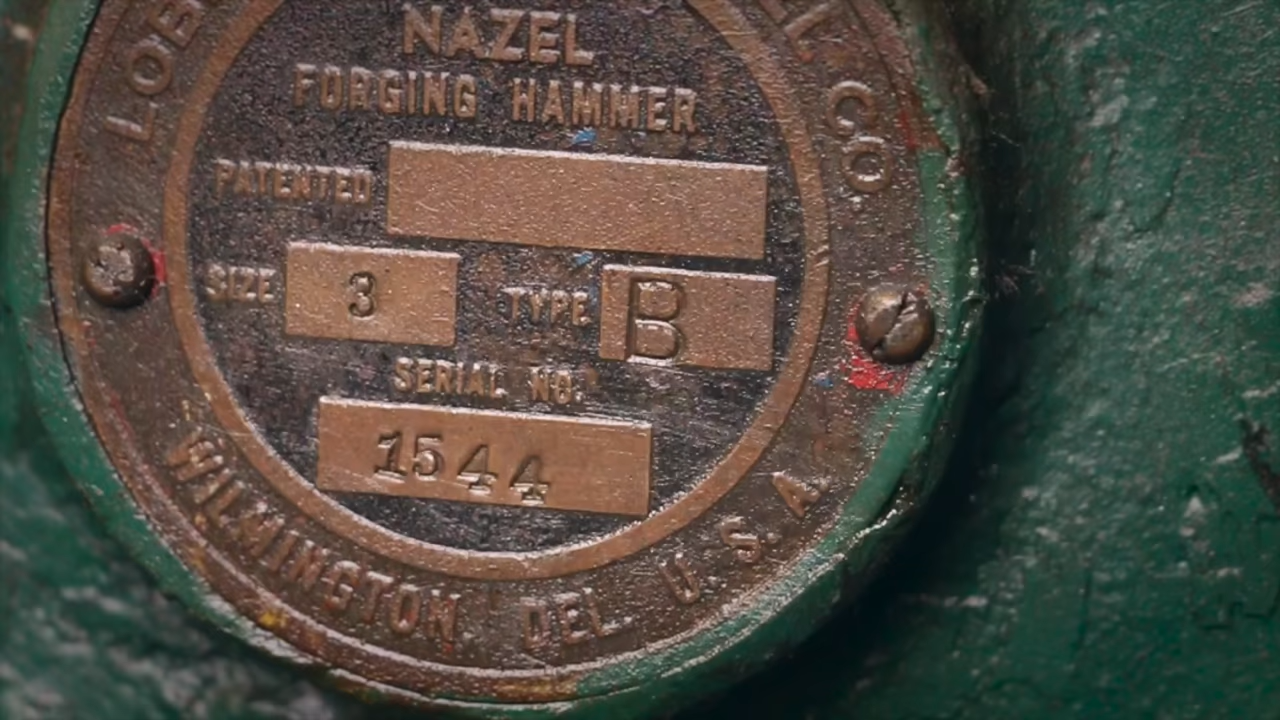 NAZEL
FORGING HAMMER
PATENTED
SIZE 3 TYPE B
SERIAL NO.
1544
CO
WILMINGTON DEL. U.S.A.